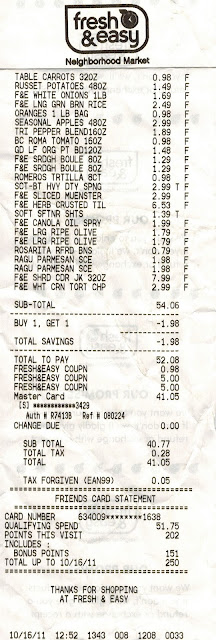 fresh
&easy
Neighborhood Market
TABLE CARROTS 32OZ 0.98 F
RUSSET POTATOES 48OZ 1.49 F
F&E WHITE ONIONS 1LB 1.69 F
F&E LNG GRN BRN RICE 2.49 F
ORANGES 1 LB BAG 0.98 F
SEASONAL APPLES 48OZ 2.99 F
TRI PEPPER BLEND16OZ 1.89 F
BC ROMA TOMATO 16OZ 0.98 F
GD LF ORG PT BD12OZ 1.48 F
F&E SRDGH BOULE 8OZ 1.29 F
F&E SRDGH BOULE 8OZ 1.29 F
ROMEROS TRTILLA 8CT 0.98 F
SCT-BT HVY DTY SPNG 2.99 T
F&E SLICED MUENSTER 2.99 F
F&E HERB CRUSTED TIL 6.53 F
SOFT SFTNR SHTS 1.39 T
F&E CANOLA OIL SPRY 1.99 F
F&E LRG RIPE OLIVE 1.79 F
F&E LRG RIPE OLIVE 1.79 F
ROSARITA RFRD BNS 0.79 F
RAGU PARMESAN SCE 1.98 F
RAGU PARMESAN SCE 1.98 F
F&E SHRD COR JK 32OZ 7.99 F
F&E WHT CRN TORT CHP 2.99 F
SUB-TOTAL 54.06
BUY 1, GET 1 -1.98
TOTAL SAVINGS -1.98
TOTAL TO PAY 52.08
FRESH&EASY COUPN 0.98
FRESH&EASY COUPN 5.00
FRESH&EASY COUPN 5.00
Master Card 41.05
[S] ************3429
Auth # R74138 Ref # 080224
CHANGE DUE 0.00
SUB TOTAL 40.77
TOTAL TAX 0.28
TOTAL 41.05
TAX FORGIVEN (EAN99) 0.05
FRIENDS CARD STATEMENT
CARD NUMBER 634009********1638
QUALIFYING SPEND 51.75
POINTS THIS VISIT 202
INCLUDES :
BONUS POINTS 151
TOTAL UP TO 10/16/11 250
THANKS FOR SHOPPING
AT FRESH & EASY
10/16/11 12:52 1343 008 1208 0033